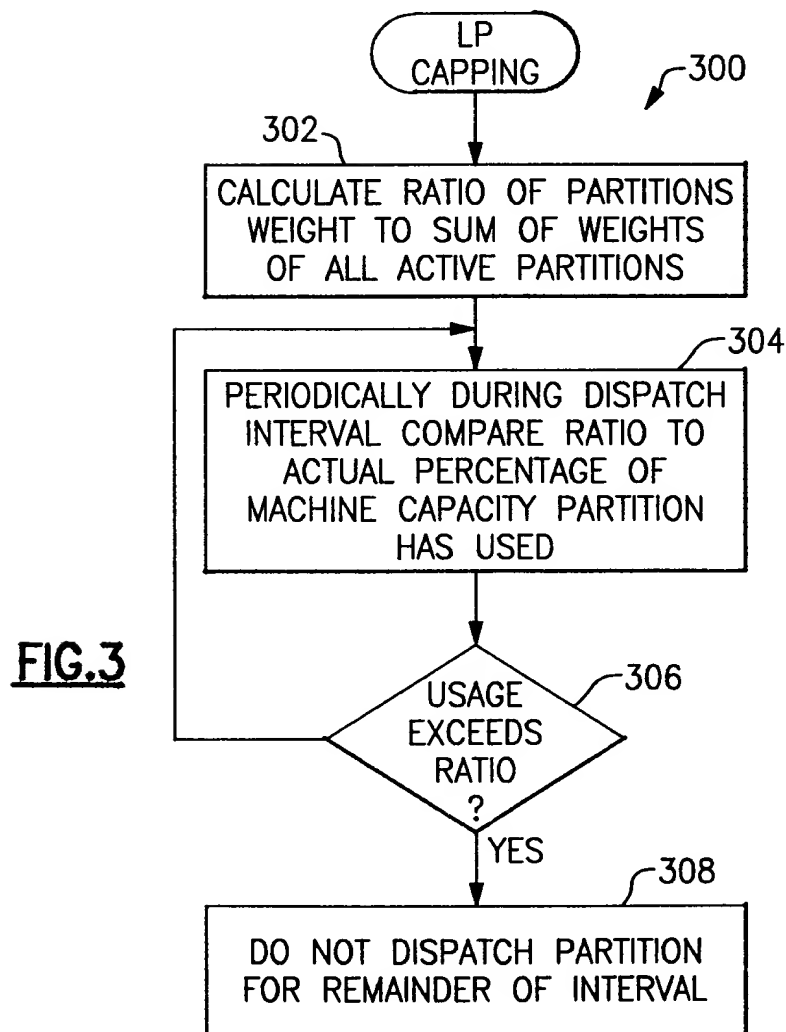 LP
CAPPING
300
302
CALCULATE RATIO OF PARTITIONS
WEIGHT TO SUM OF WEIGHTS
OF ALL ACTIVE PARTITIONS
304
PERIODICALLY DURING DISPATCH
INTERVAL COMPARE RATIO TO
ACTUAL PERCENTAGE OF
MACHINE CAPACITY PARTITION
HAS USED
FIG.3
306
USAGE
EXCEEDS
RATIO
?
YES
308
DO NOT DISPATCH PARTITION
FOR REMAINDER OF INTERVAL